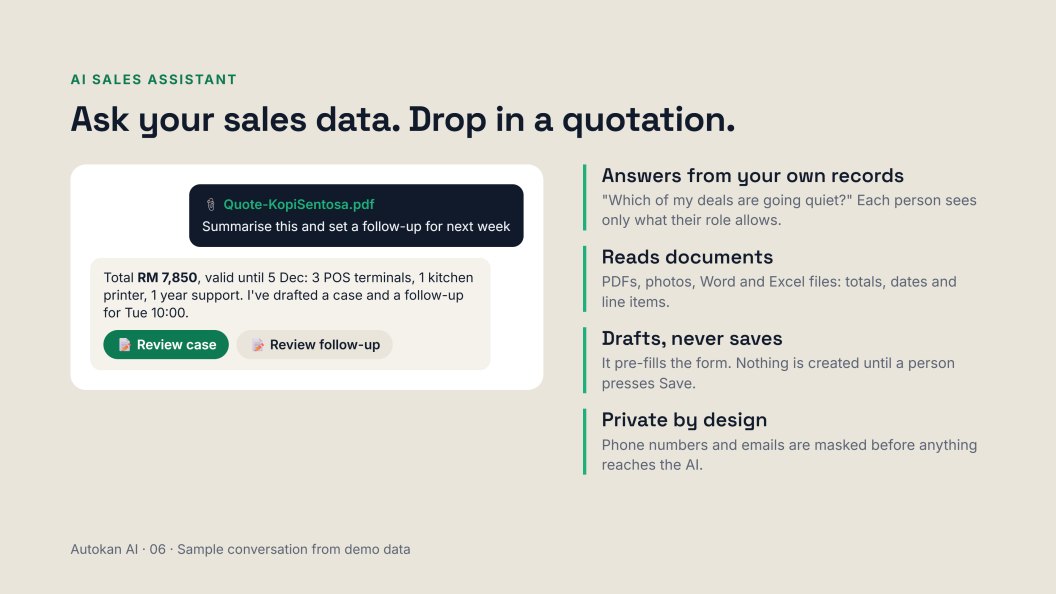 AI SALES ASSISTANT
Ask your sales data. Drop in a quotation.
Quote-KopiSentosa.pdf
Summarise this and set a follow-up for next week
Total RM 7,850, valid until 5 Dec: 3 POS terminals, 1 kitchen
printer, 1 year support. I've drafted a case and a follow-up
for Tue 10:00.
Review case
Review follow-up
Answers from your own records
"Which of my deals are going quiet?" Each person sees
only what their role allows.
Reads documents
PDFs, photos, Word and Excel files: totals, dates and
line items.
Drafts, never saves
It pre-fills the form. Nothing is created until a person
presses Save.
Private by design
Phone numbers and emails are masked before anything
reaches the AI.
Autokan AI · 06 · Sample conversation from demo data